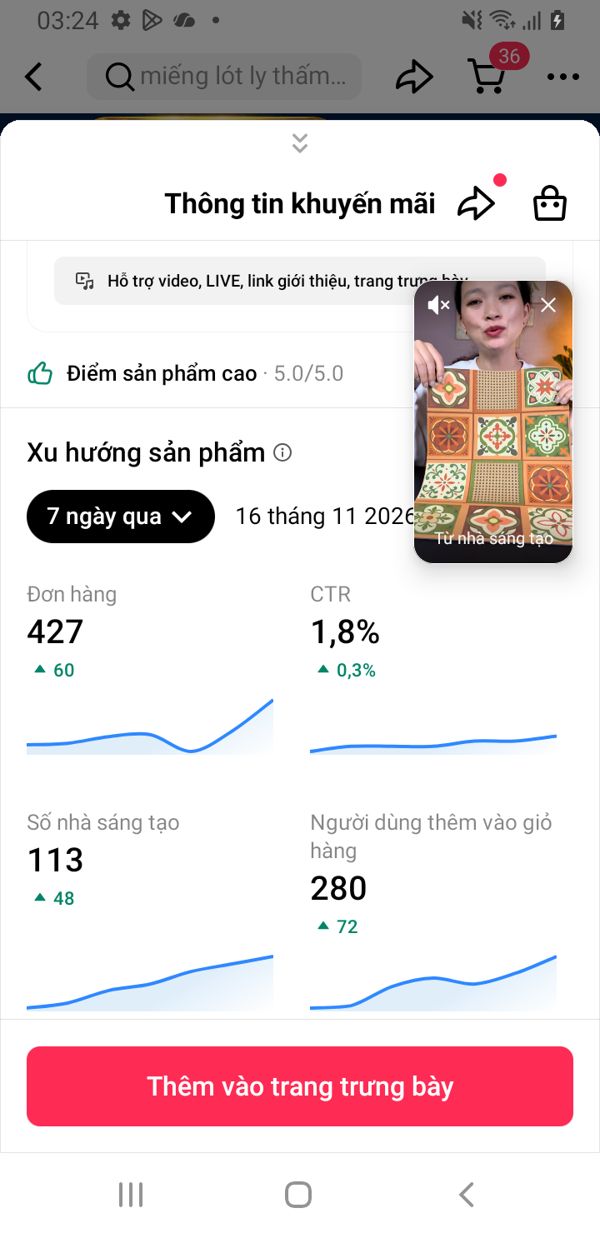 03:24
miếng lót ly thấm...
36
Thông tin khuyến mãi
Hỗ trợ video, LIVE, link giới thiệu, trang trưng bày
Điểm sản phẩm cao · 5.0/5.0
Xu hướng sản phẩm
7 ngày qua
16 tháng 11 2026
Từ nhà sáng tạo
Đơn hàng
427
60
CTR
1,8%
0,3%
Số nhà sáng tạo
113
48
Người dùng thêm vào giỏ
hàng
280
72
Thêm vào trang trưng bày